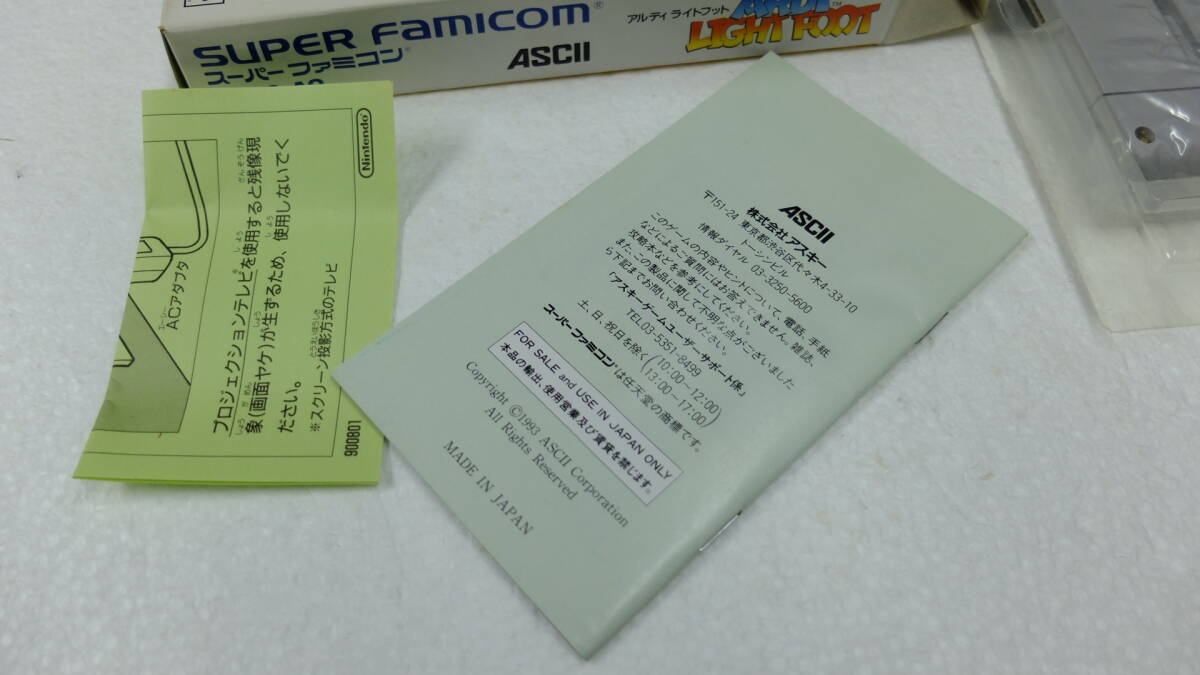 SUPER FAMICOM®
スーパーファミコン®
ASCII
アルディ ライトフット
ARDI
LIGHT FOOT™
Nintendo
プロジェクションテレビを使用すると残像現
象(画面ヤケ)が生ずるため、使用しないでく
ださい。
※スクリーン投影方式のテレビ
900801
ACアダプタ
ASCII
株式会社アスキー
〒151-24 東京都渋谷区代々木4-33-10
トーシンビル
情報ダイヤル 03-3250-5600
このゲームの内容やヒントについて、電話、手紙
などによるご質問にはお答えできません。雑誌、
攻略本などを参考にしてください。
また、この製品に関して不明な点がございました
ら下記までお問い合わせください。
「アスキーゲームユーザーサポート係」
TEL03-5351-8499
土、日、祝日を除く(10:00~12:00)
(13:00~17:00)
スーパーファミコン®は任天堂の商標です。
FOR SALE and USE IN JAPAN ONLY
本品の輸出、使用営業及び賃貸を禁じます。
Copyright ©1993 ASCII Corporation
All Rights Reserved
MADE IN JAPAN